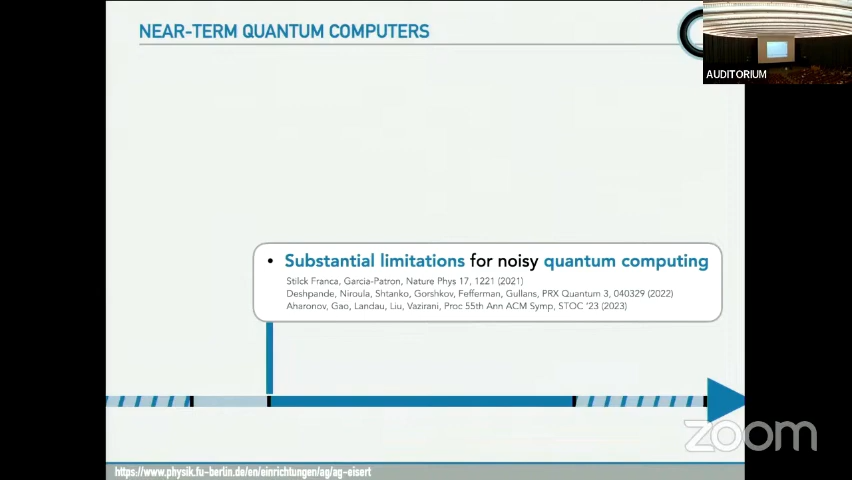 NEAR-TERM QUANTUM COMPUTERS
AUDITORIUM
• Substantial limitations for noisy quantum computing
Stilck Franca, Garcia-Patron, Nature Phys 17, 1221 (2021)
Deshpande, Niroula, Shtanko, Gorshkov, Fefferman, Gullans, PRX Quantum 3, 040329 (2022)
Aharonov, Gao, Landau, Liu, Vazirani, Proc 55th Ann ACM Symp, STOC '23 (2023)
zoom
https://www.physik.fu-berlin.de/en/einrichtungen/ag/ag-eisert